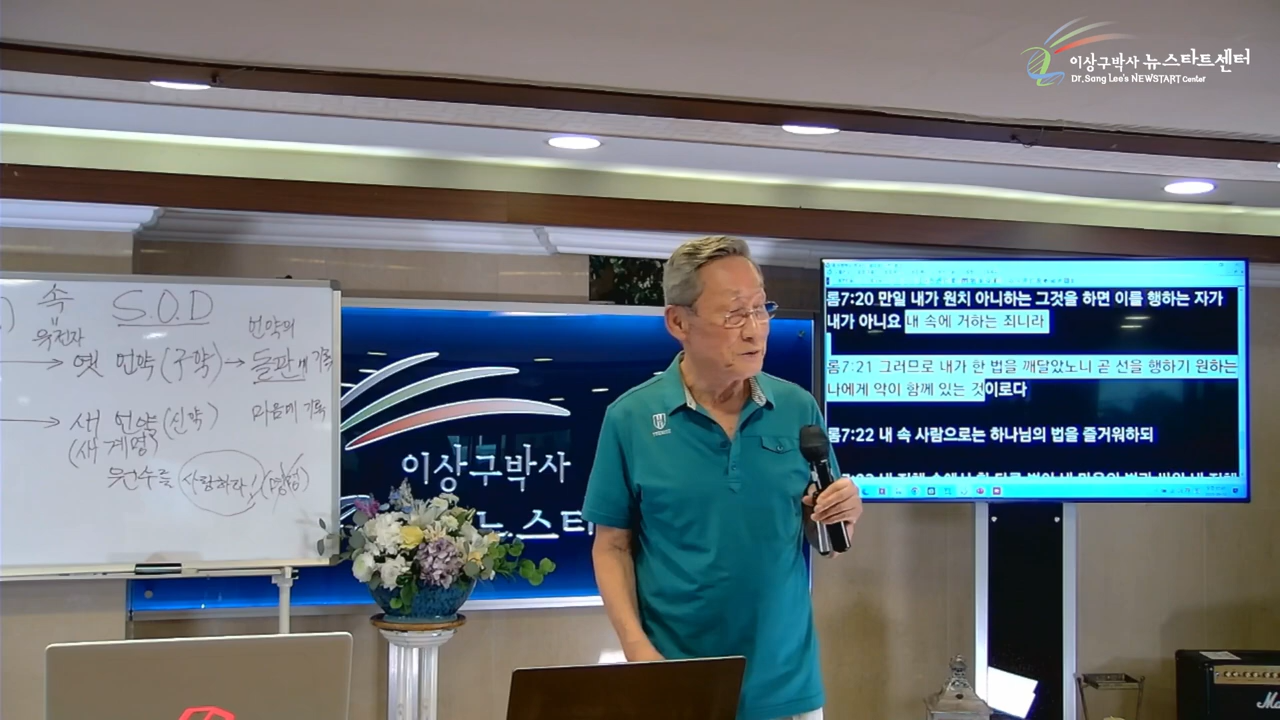 이상구박사 뉴스타트센터
Dr. Sang Lee's NEWSTART Center
속 S.O.D
유전자
언약의
옛 언약(구약) → 돌판에 기록
새 언약(신약) 마음에 기록
(새 계명)
원수를 사랑하라!
이상구박사
뉴스타
롬7:20 만일 내가 원치 아니하는 그것을 하면 이를 행하는 자가
내가 아니요 내 속에 거하는 죄니라
롬7:21 그러므로 내가 한 법을 깨달았노니 곧 선을 행하기 원하는
나에게 악이 함께 있는 것이로다
롬7:22 내 속 사람으로는 하나님의 법을 즐거워하되